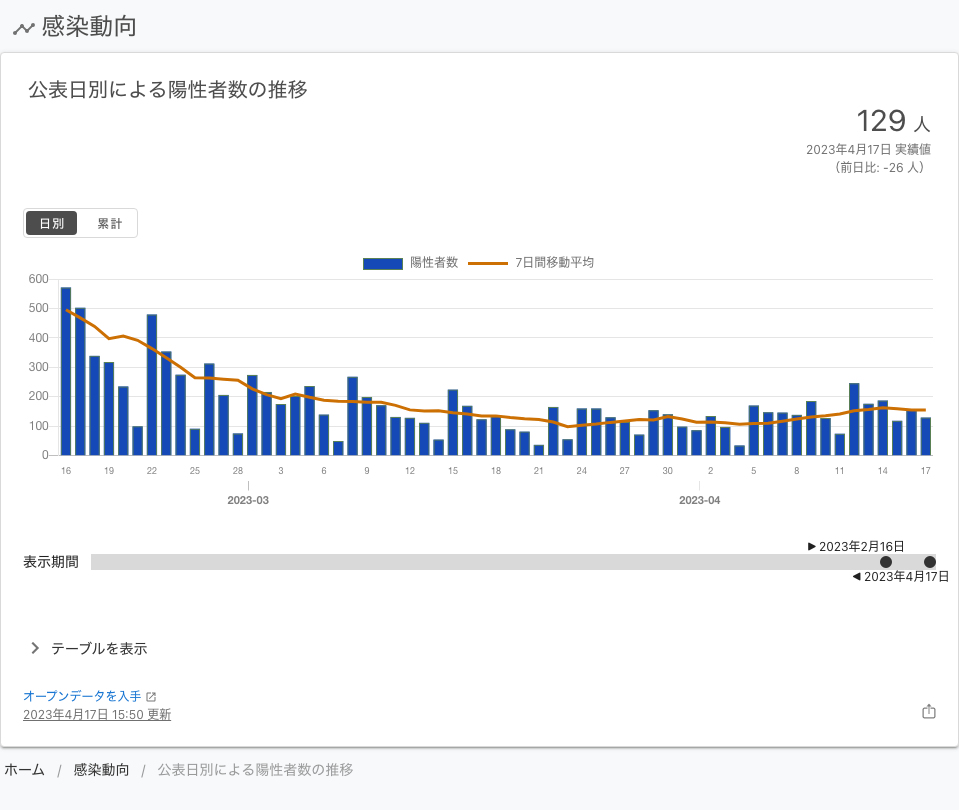 感染動向
公表日別による陽性者数の推移
129 人
2023年4月17日 実績値
（前日比: -26 人）
日別 累計
陽性者数 7日間移動平均
600
500
400
300
200
100
0
16 19 22 25 28 3 6 9 12 15 18 21 24 27 30 2 5 8 11 14 17
2023-03 2023-04
▶ 2023年2月16日
表示期間
◀ 2023年4月17日
テーブルを表示
オープンデータを入手
2023年4月17日 15:50 更新
ホーム / 感染動向 / 公表日別による陽性者数の推移